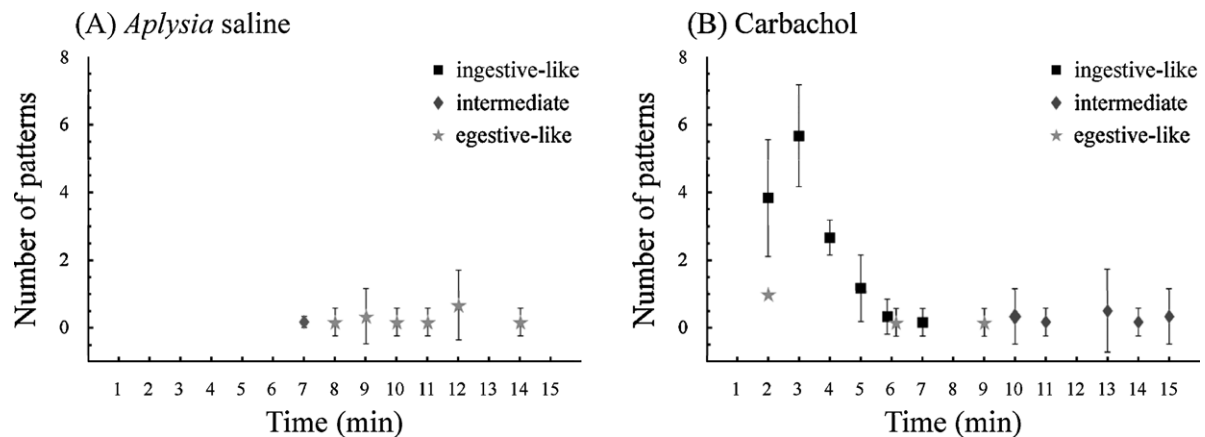 (A) Aplysia saline
Number of patterns
8
6
4
2
0
ingestive-like
intermediate
egestive-like
1 2 3 4 5 6 7 8 9 10 11 12 13 14 15
Time (min)
(B) Carbachol
Number of patterns
8
6
4
2
0
ingestive-like
intermediate
egestive-like
1 2 3 4 5 6 7 8 9 10 11 12 13 14 15
Time (min)